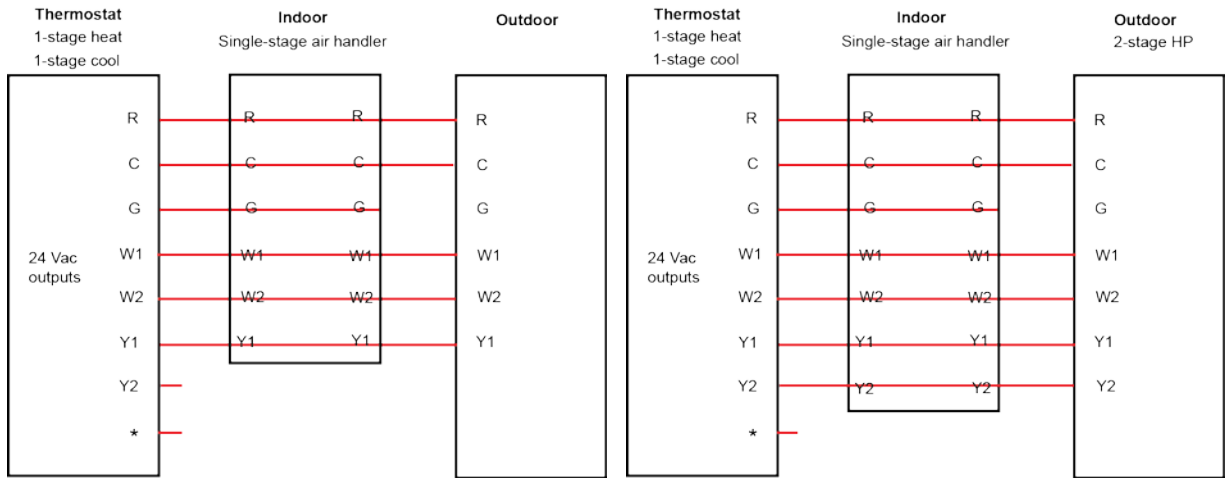 Thermostat
1-stage heat
1-stage cool
Indoor
Single-stage air handler
Outdoor
R R R R
C C C C
G G G G
24 Vac
outputs
W1 W1 W1 W1
W2 W2 W2 W2
Y1 Y1 Y1 Y1
Y2
*
Thermostat
1-stage heat
1-stage cool
Indoor
Single-stage air handler
Outdoor
2-stage HP
R R R R
C C C C
G G G G
24 Vac
outputs
W1 W1 W1 W1
W2 W2 W2 W2
Y1 Y1 Y1 Y1
Y2 Y2 Y2 Y2
*